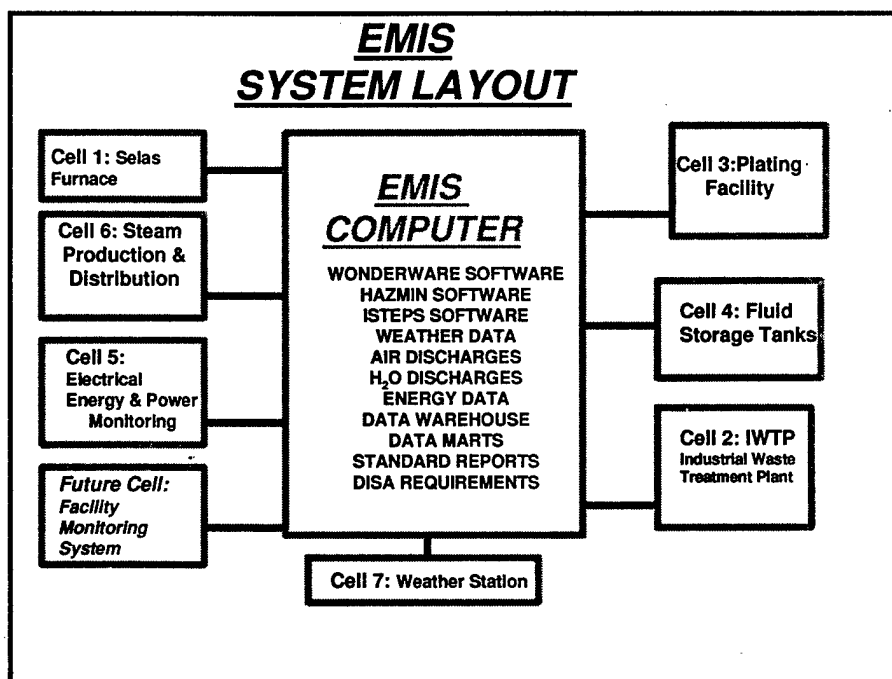 EMIS
SYSTEM LAYOUT
Cell 1: Selas
Furnace
Cell 6: Steam
Production &
Distribution
Cell 5:
Electrical
Energy & Power
Monitoring
Future Cell:
Facility
Monitoring
System
EMIS
COMPUTER
WONDERWARE SOFTWARE
HAZMIN SOFTWARE
ISTEPS SOFTWARE
WEATHER DATA
AIR DISCHARGES
H₂O DISCHARGES
ENERGY DATA
DATA WAREHOUSE
DATA MARTS
STANDARD REPORTS
DISA REQUIREMENTS
Cell 3:Plating
Facility
Cell 4: Fluid
Storage Tanks
Cell 2: IWTP
Industrial Waste
Treatment Plant
Cell 7: Weather Station